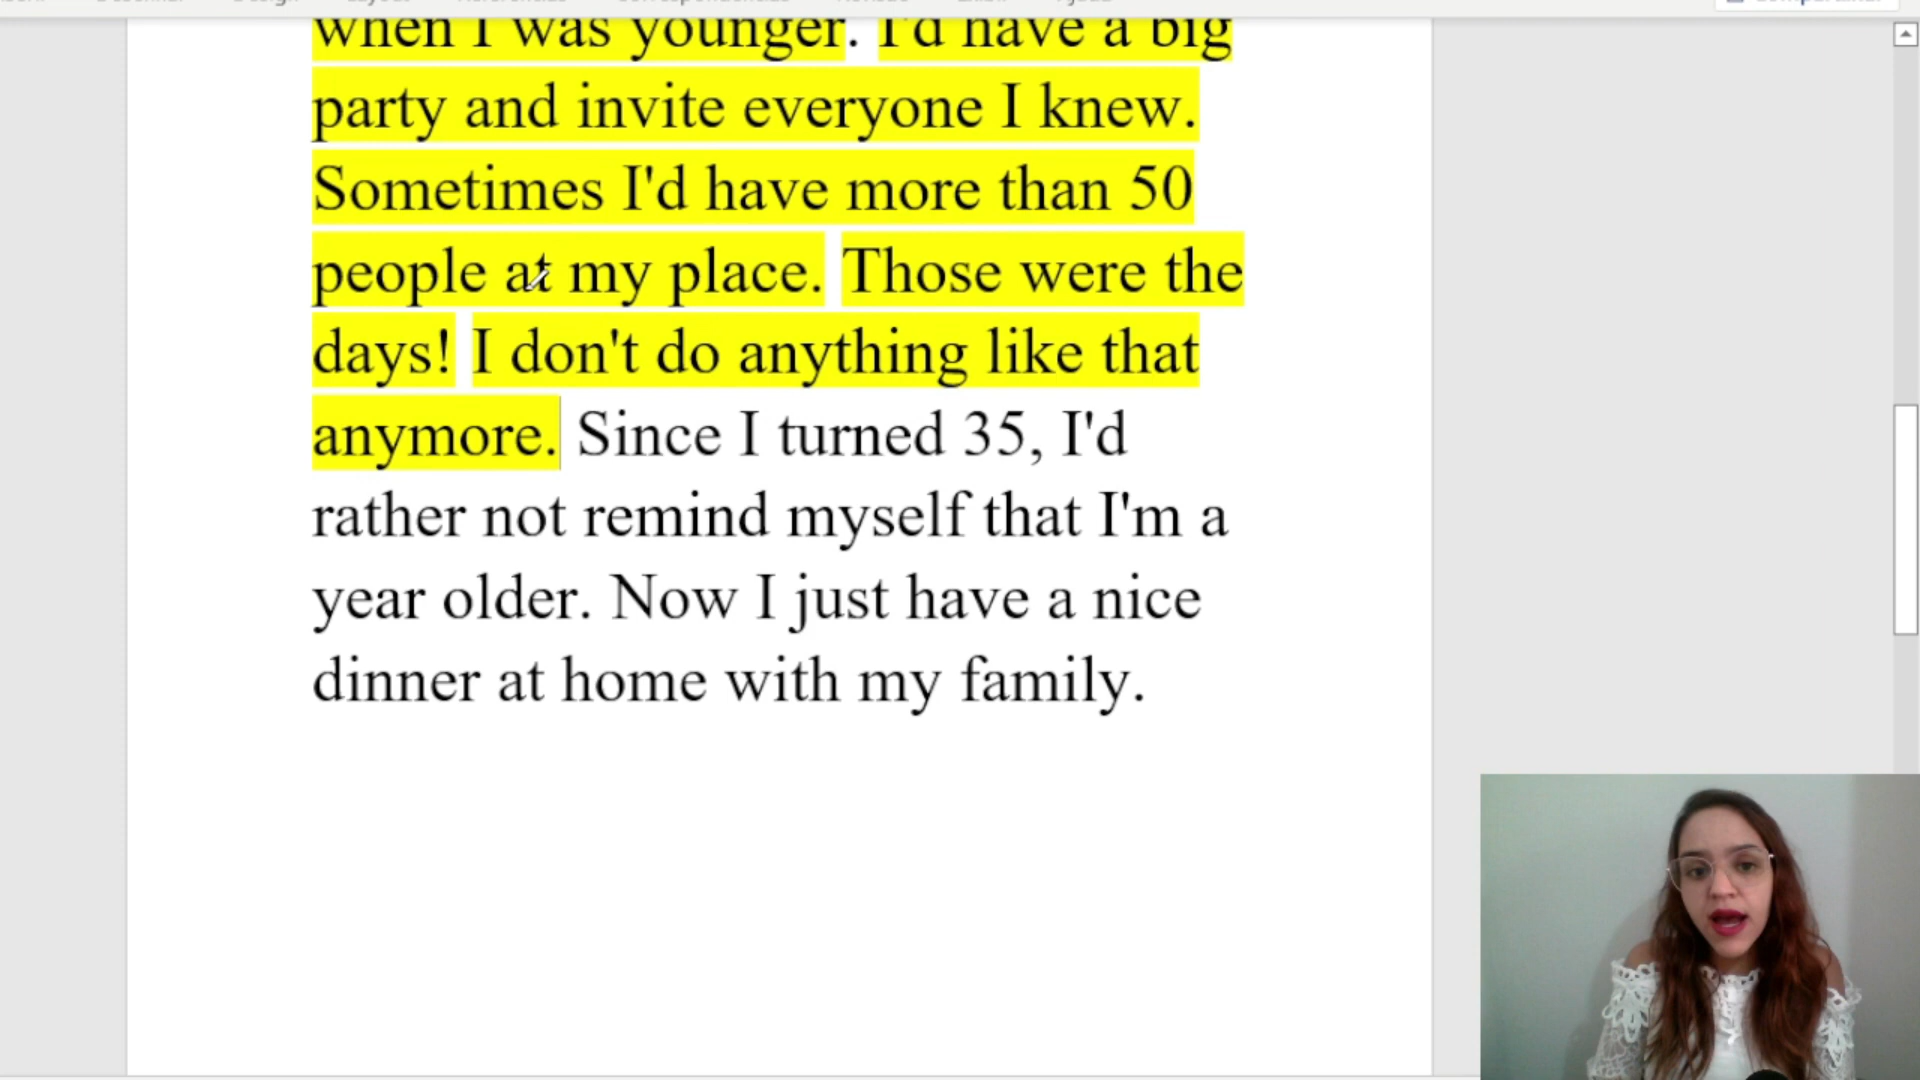 Design
when I was younger. I'd have a big
party and invite everyone I knew.
Sometimes I'd have more than 50
people at my place. Those were the
days! I don't do anything like that
anymore. Since I turned 35, I'd
rather not remind myself that I'm a
year older. Now I just have a nice
dinner at home with my family.